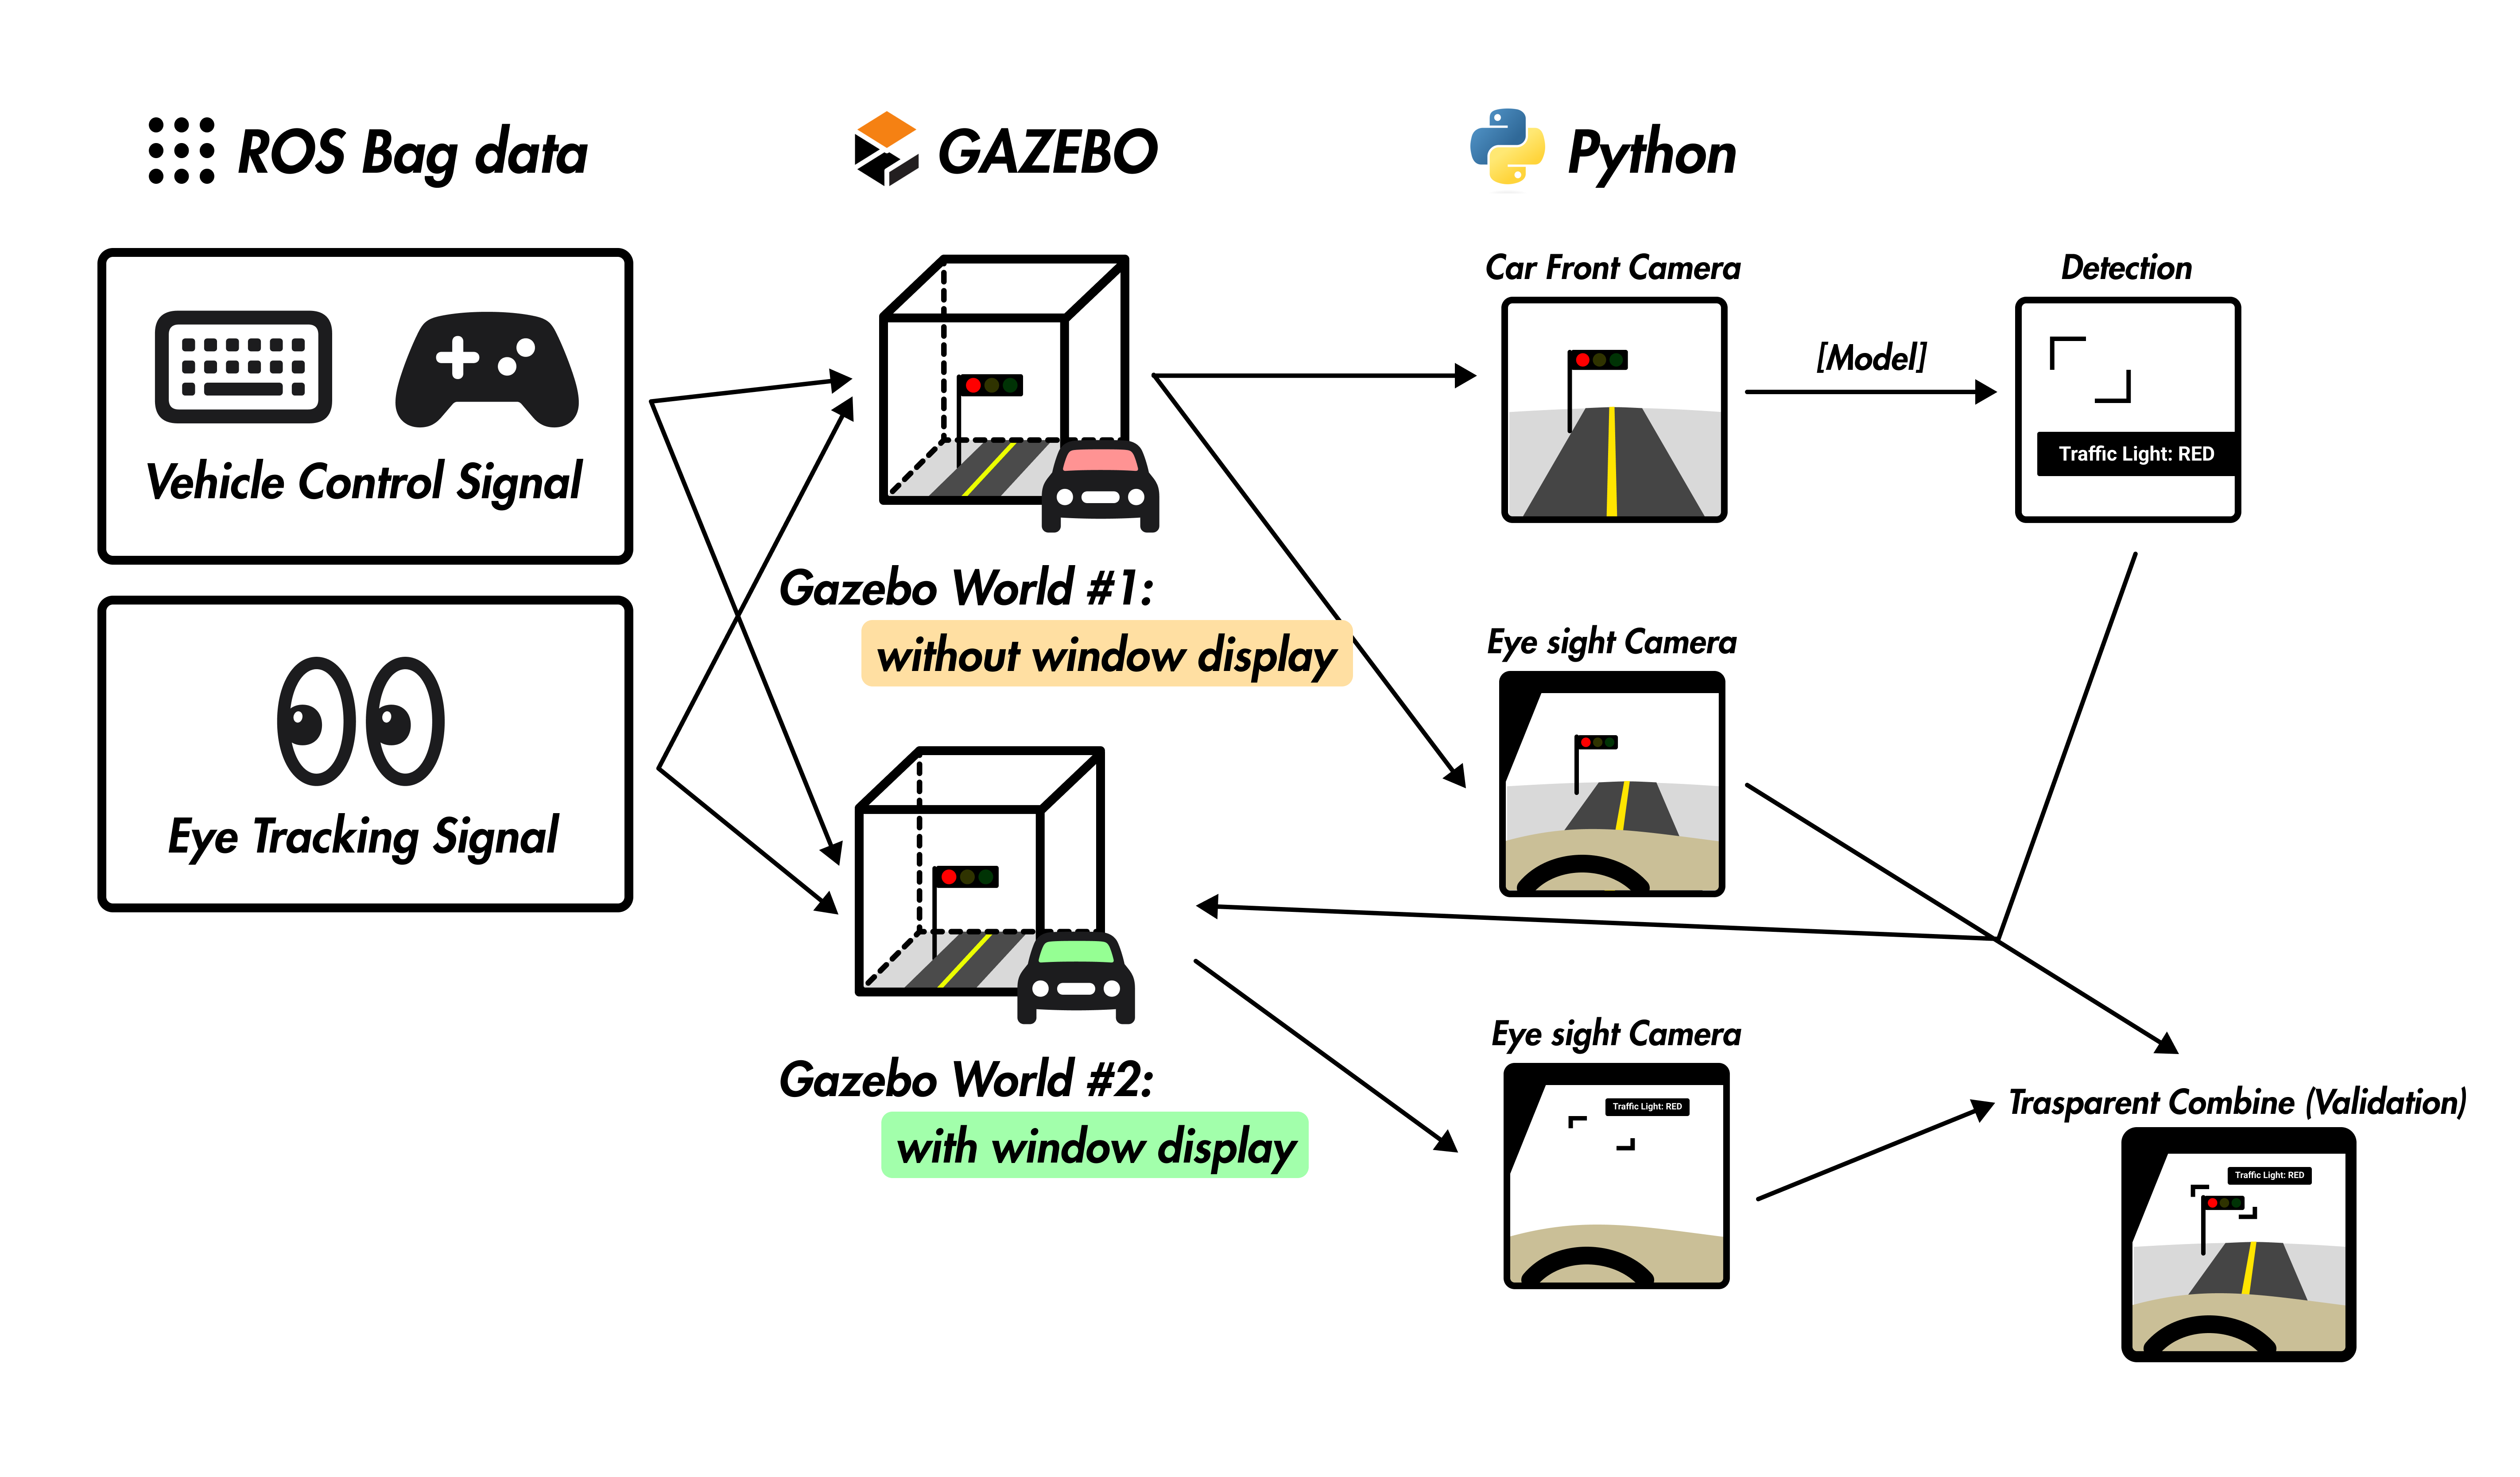 ROS Bag data
GAZEBO
Python
Vehicle Control Signal
Eye Tracking Signal
Gazebo World #1:
without window display
Gazebo World #2:
with window display
Car Front Camera
[Model]
Detection
Traffic Light: RED
Eye sight Camera
Eye sight Camera
Traffic Light: RED
Trasparent Combine (Validation)
Traffic Light: RED